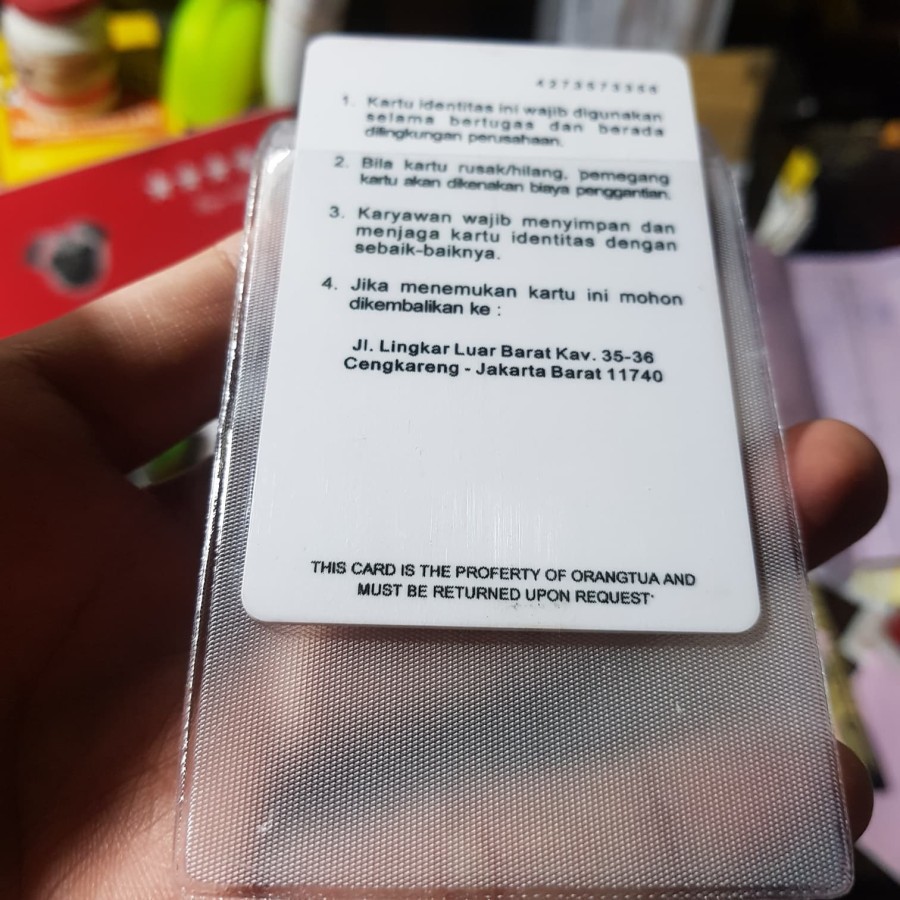 1. Kartu identitas ini wajib digunakan
selama bertugas dan berada
dilingkungan perusahaan.
2. Bila kartu rusak/hilang, pemegang
kartu akan dikenakan biaya penggantian.
3. Karyawan wajib menyimpan dan
menjaga kartu identitas dengan
sebaik-baiknya.
4. Jika menemukan kartu ini mohon
dikembalikan ke :
Jl. Lingkar Luar Barat Kav. 35-36
Cengkareng - Jakarta Barat 11740
THIS CARD IS THE PROFERTY OF ORANGTUA AND
MUST BE RETURNED UPON REQUEST